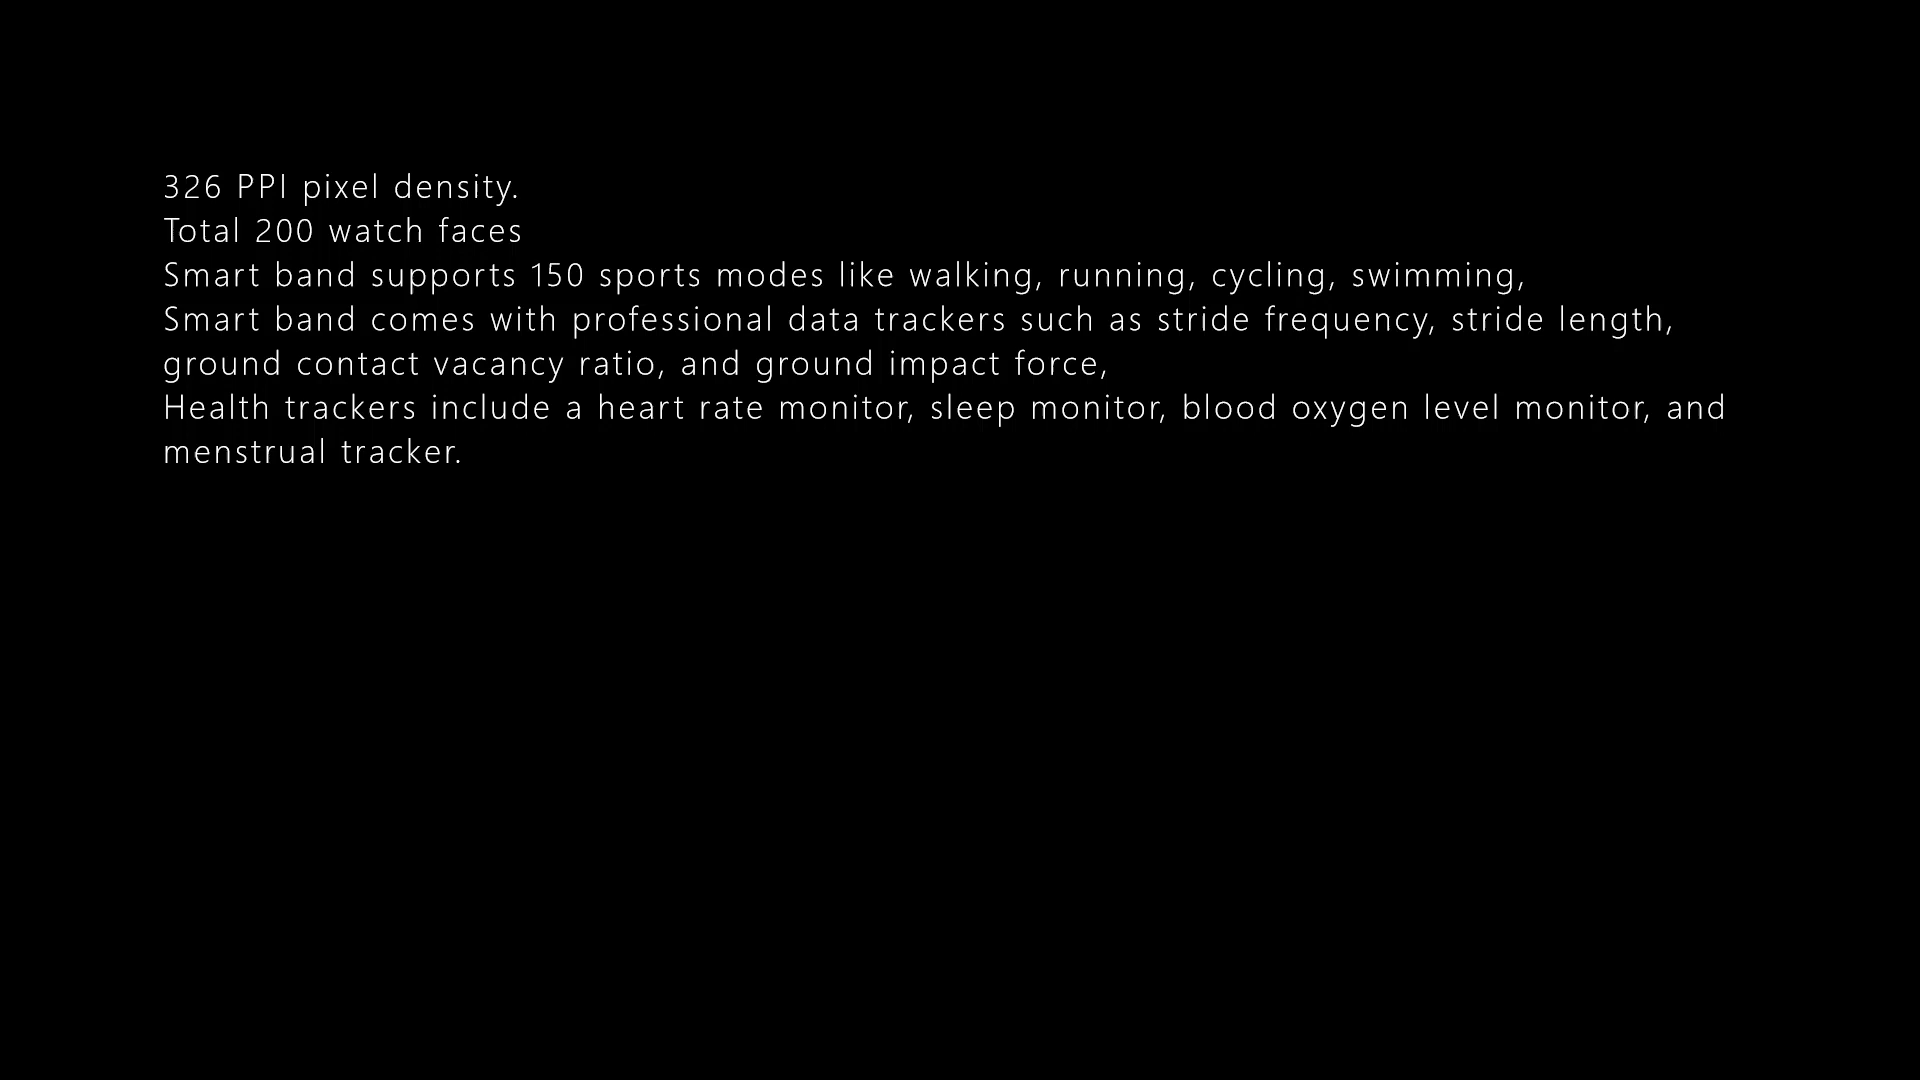 326 PPI pixel density.
Total 200 watch faces
Smart band supports 150 sports modes like walking, running, cycling, swimming,
Smart band comes with professional data trackers such as stride frequency, stride length,
ground contact vacancy ratio, and ground impact force,
Health trackers include a heart rate monitor, sleep monitor, blood oxygen level monitor, and
menstrual tracker.